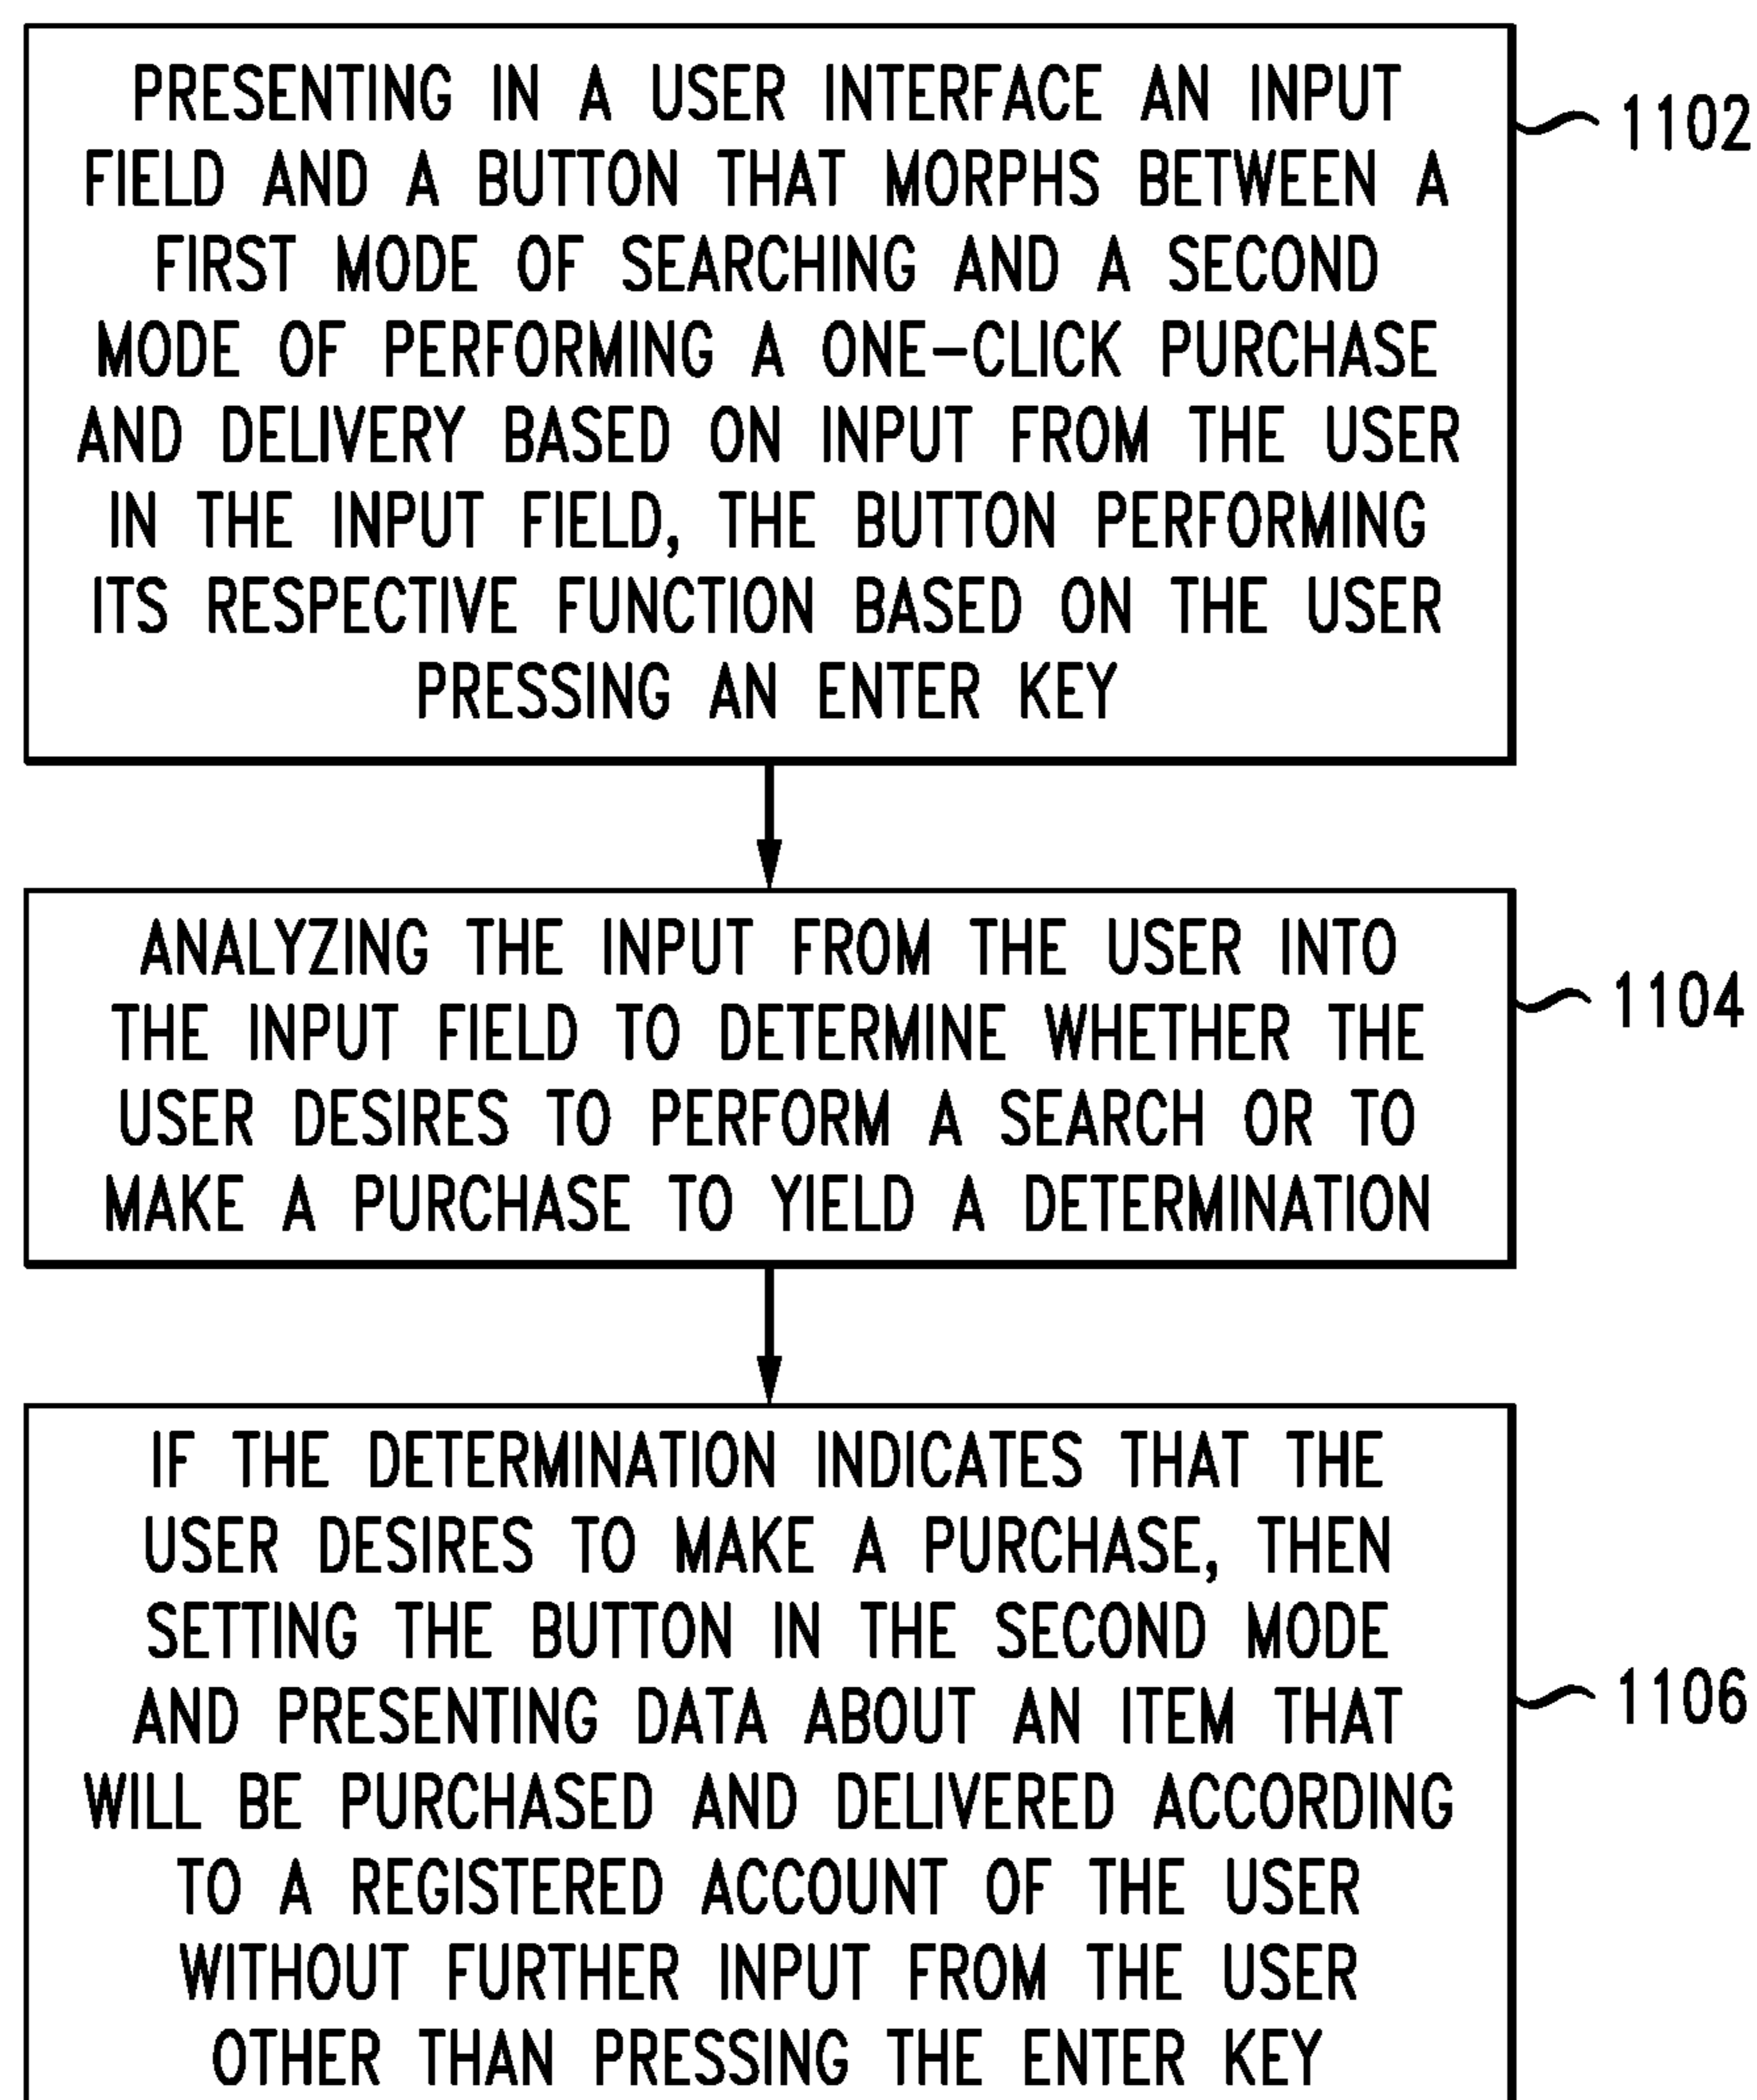 PRESENTING IN A USER INTERFACE AN INPUT
FIELD AND A BUTTON THAT MORPHS BETWEEN A
FIRST MODE OF SEARCHING AND A SECOND
MODE OF PERFORMING A ONE-CLICK PURCHASE
AND DELIVERY BASED ON INPUT FROM THE USER
IN THE INPUT FIELD, THE BUTTON PERFORMING
ITS RESPECTIVE FUNCTION BASED ON THE USER
PRESSING AN ENTER KEY
1102
ANALYZING THE INPUT FROM THE USER INTO
THE INPUT FIELD TO DETERMINE WHETHER THE
USER DESIRES TO PERFORM A SEARCH OR TO
MAKE A PURCHASE TO YIELD A DETERMINATION
1104
IF THE DETERMINATION INDICATES THAT THE
USER DESIRES TO MAKE A PURCHASE, THEN
SETTING THE BUTTON IN THE SECOND MODE
AND PRESENTING DATA ABOUT AN ITEM THAT
WILL BE PURCHASED AND DELIVERED ACCORDING
TO A REGISTERED ACCOUNT OF THE USER
WITHOUT FURTHER INPUT FROM THE USER
OTHER THAN PRESSING THE ENTER KEY
1106